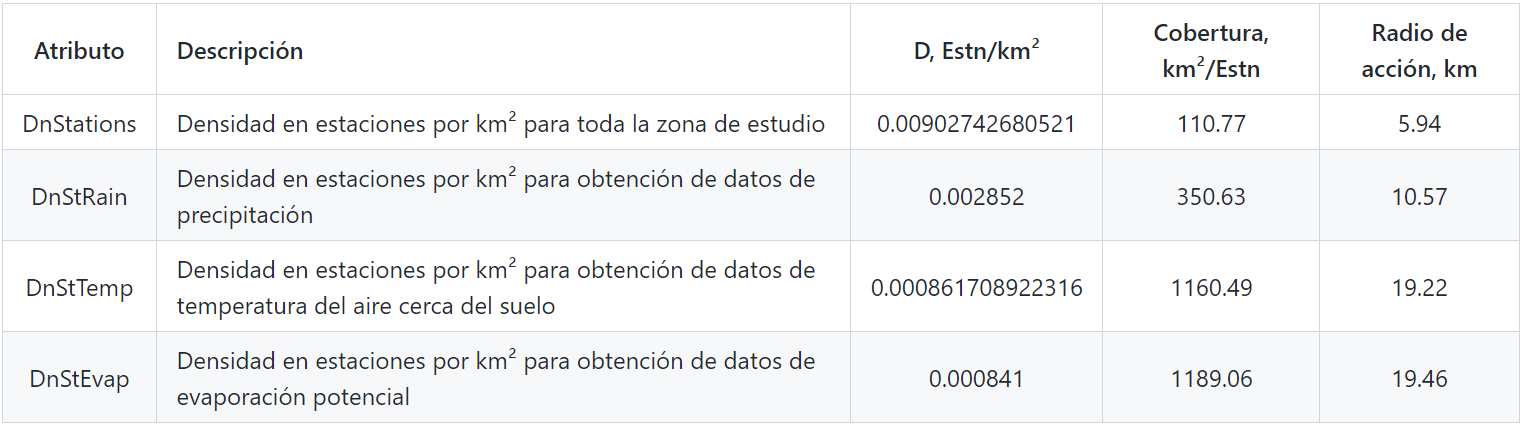 Atributo Descripción D, Estn/km² Cobertura, km²/Estn Radio de acción, km
DnStations Densidad en estaciones por km² para toda la zona de estudio 0.00902742680521 110.77 5.94
DnStRain Densidad en estaciones por km² para obtención de datos de
precipitación 0.002852 350.63 10.57
DnStTemp Densidad en estaciones por km² para obtención de datos de
temperatura del aire cerca del suelo 0.000861708922316 1160.49 19.22
DnStEvap Densidad en estaciones por km² para obtención de datos de
evaporación potencial 0.000841 1189.06 19.46